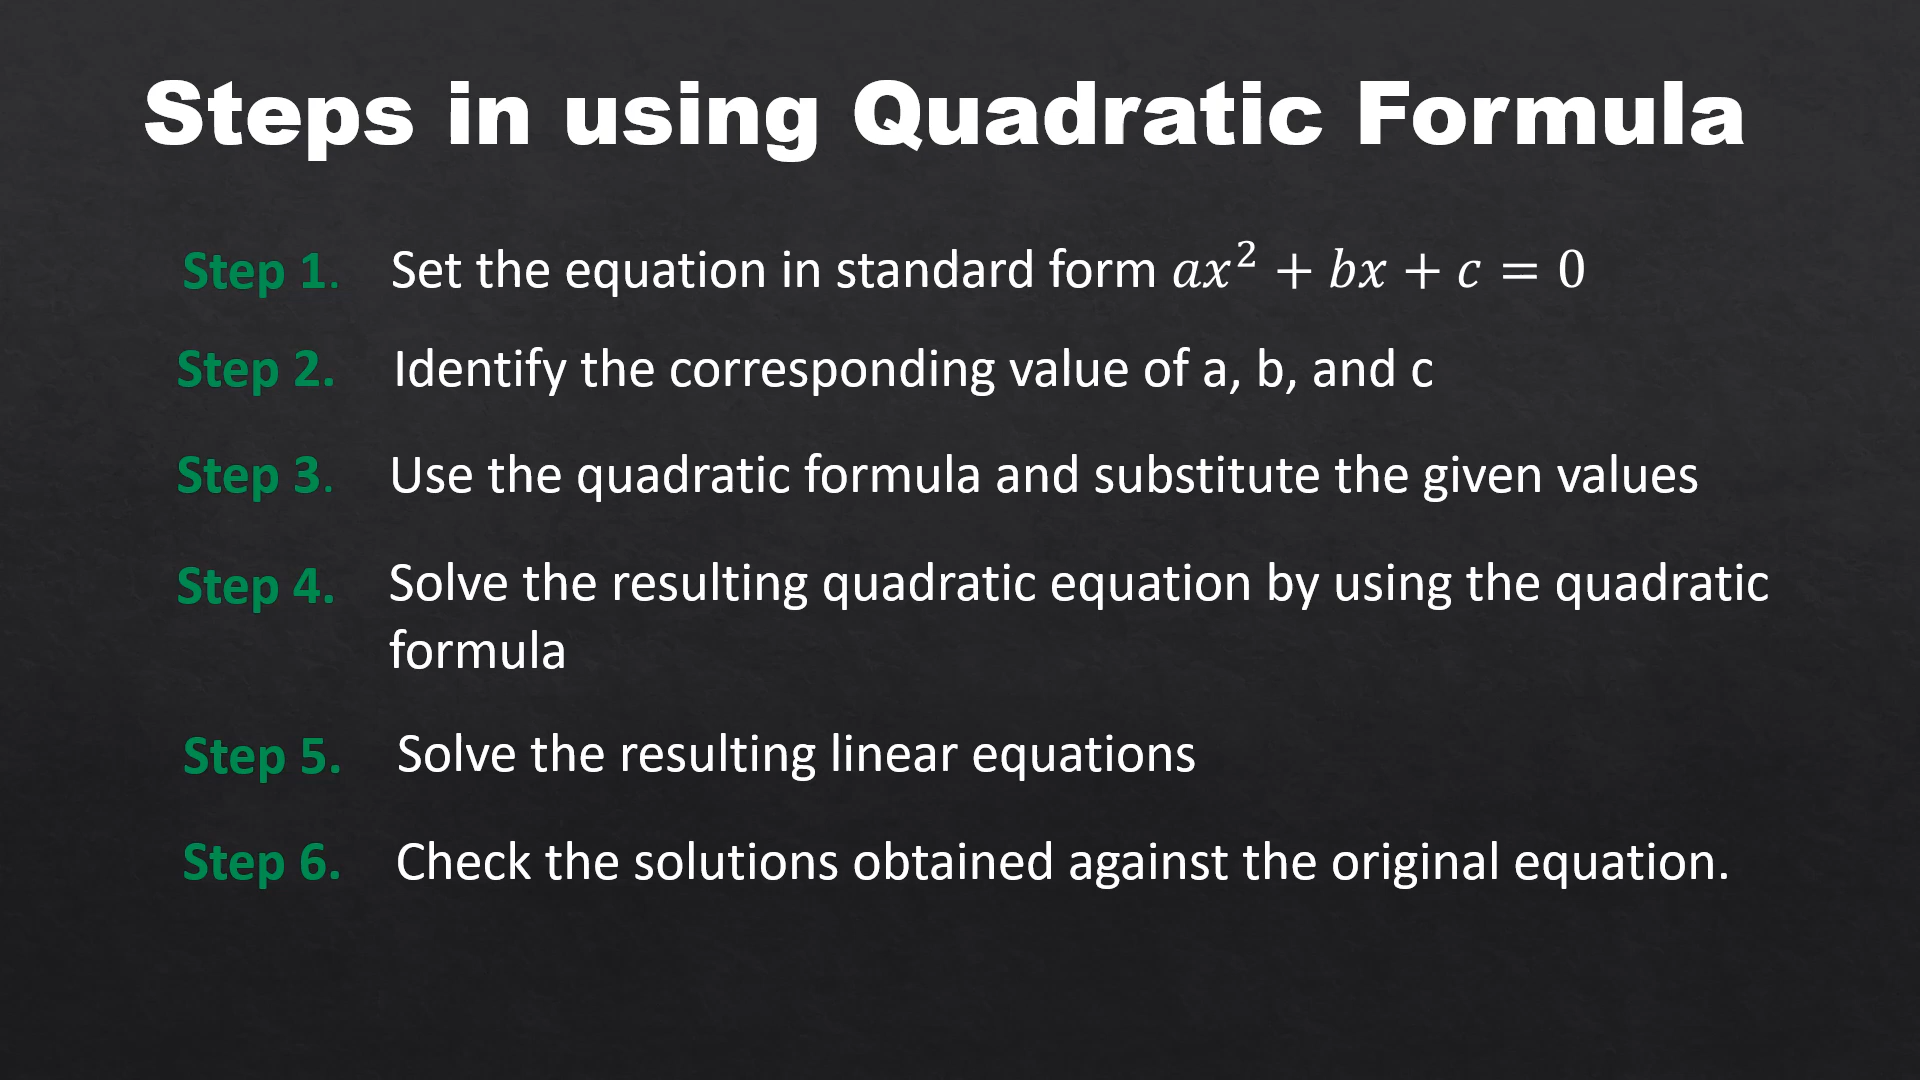 Steps in using Quadratic Formula
Step 1. Set the equation in standard form 𝑎𝑥² + 𝑏𝑥 + 𝑐 = 0
Step 2. Identify the corresponding value of a, b, and c
Step 3. Use the quadratic formula and substitute the given values
Step 4. Solve the resulting quadratic equation by using the quadratic
formula
Step 5. Solve the resulting linear equations
Step 6. Check the solutions obtained against the original equation.